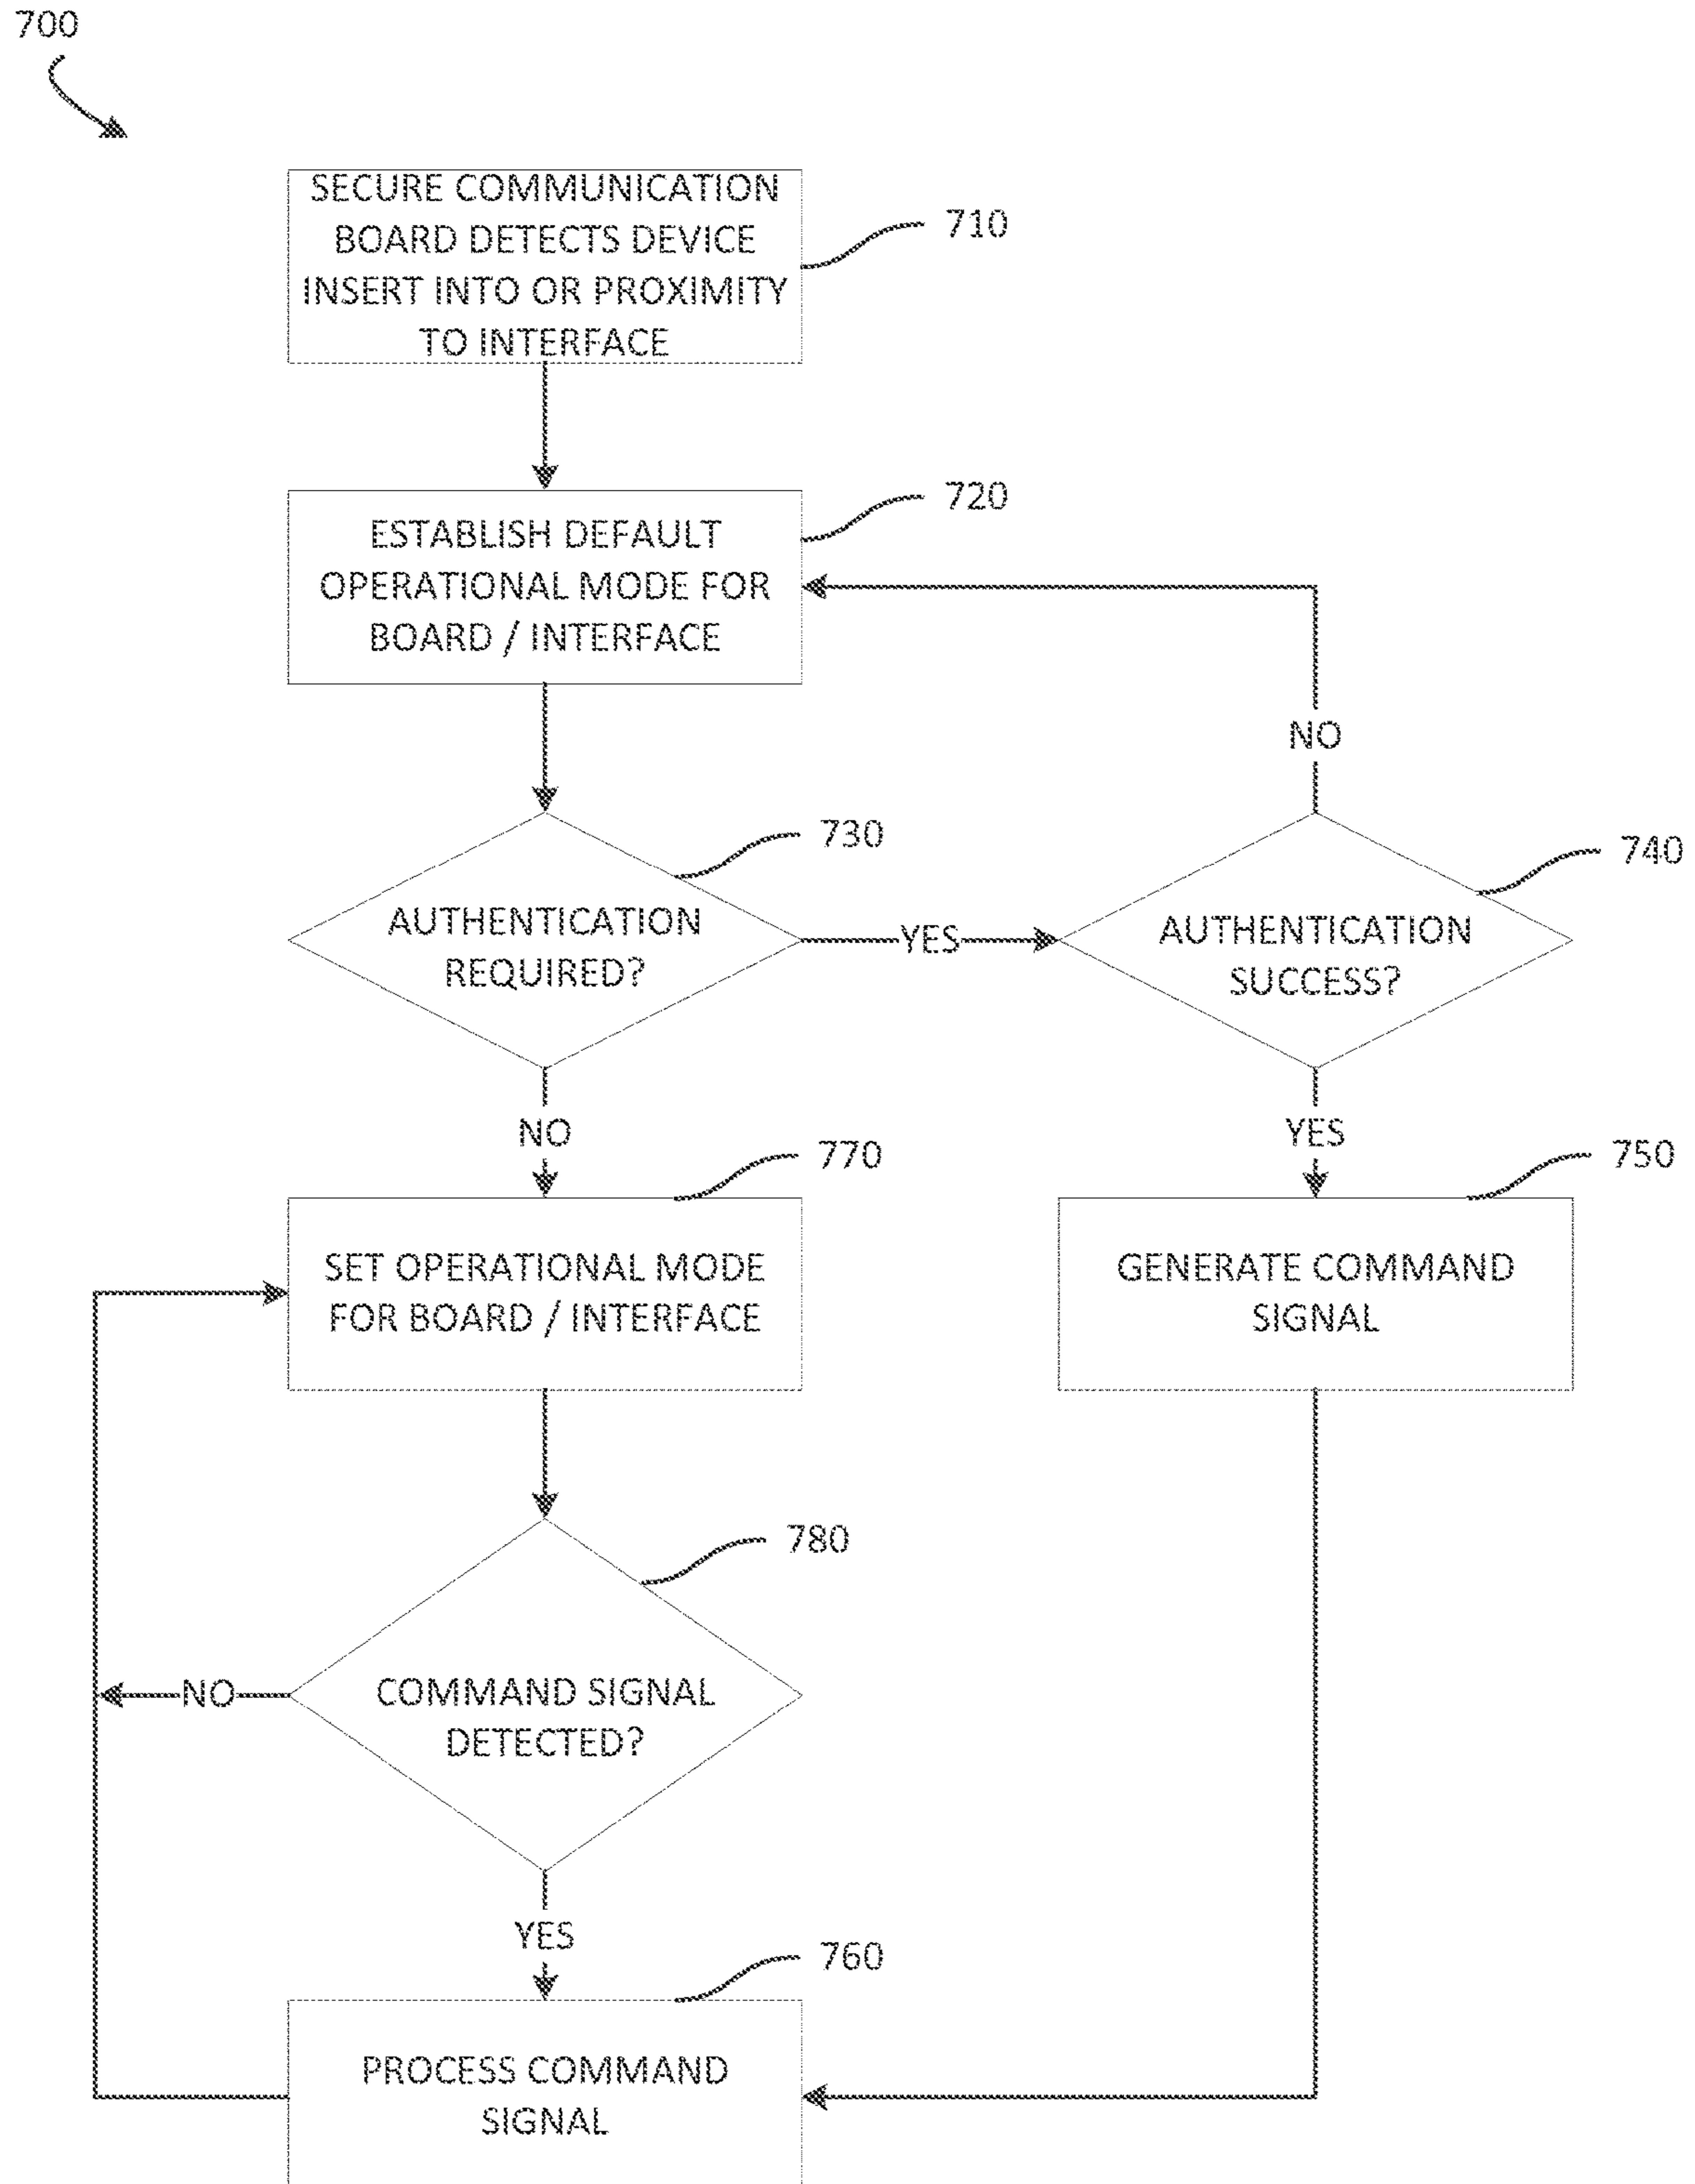 700
SECURE COMMUNICATION
BOARD DETECTS DEVICE
INSERT INTO OR PROXIMITY
TO INTERFACE
710
ESTABLISH DEFAULT
OPERATIONAL MODE FOR
BOARD / INTERFACE
720
NO
AUTHENTICATION
REQUIRED?
730
YES
AUTHENTICATION
SUCCESS?
740
NO
YES
SET OPERATIONAL MODE
FOR BOARD / INTERFACE
770
GENERATE COMMAND
SIGNAL
750
COMMAND SIGNAL
DETECTED?
780
NO
YES
PROCESS COMMAND
SIGNAL
760